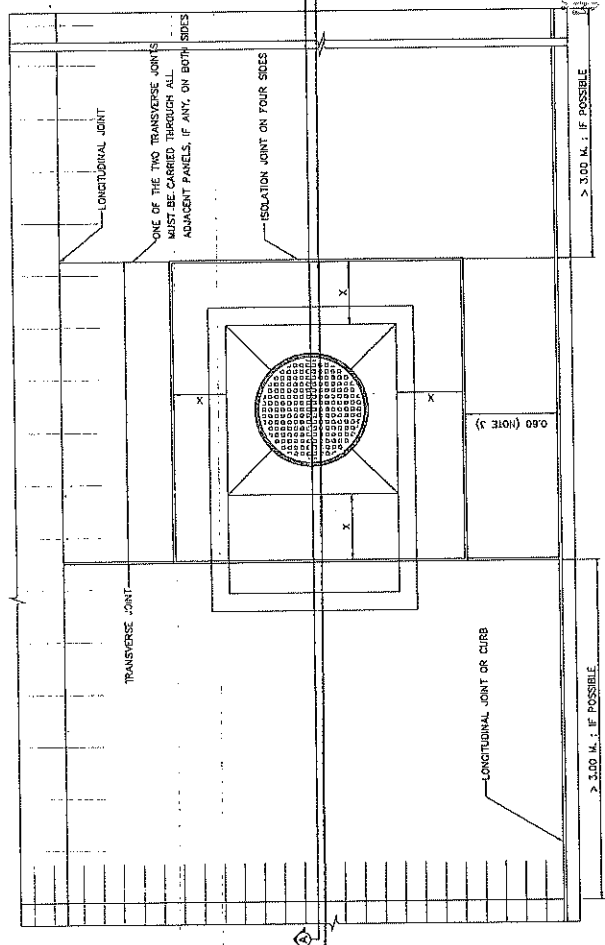 LONGITUDINAL JOINT
ONE OF THE TWO TRANSVERSE JOINTS
MUST BE CARRIED THROUGH ALL
ADJACENT PANELS, IF ANY, ON BOTH SIDES
ISOLATION JOINT ON FOUR SIDES
> 3.00 M. ; IF POSSIBLE
X
X
X
X
0.60 (NOTE 3)
TRANSVERSE JOINT
LONGITUDINAL JOINT OR CURB
> 3.00 M. ; IF POSSIBLE
A